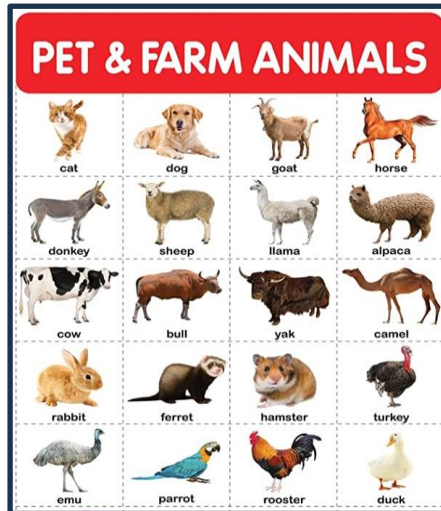 PET & FARM ANIMALS
cat dog goat horse
donkey sheep llama alpaca
cow bull yak camel
rabbit ferret hamster turkey
emu parrot rooster duck